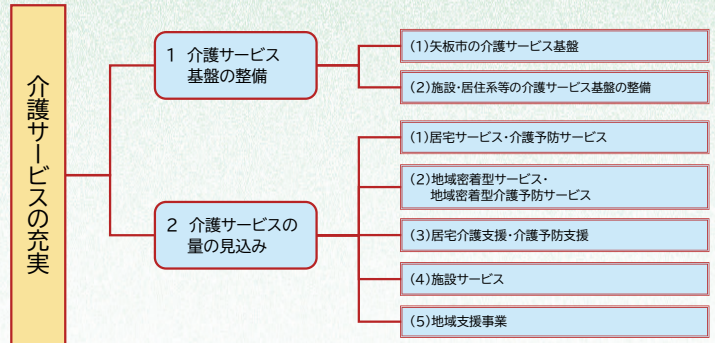 介護サービスの充実
1 介護サービス
基盤の整備
(1)矢板市の介護サービス基盤
(2)施設・居住系等の介護サービス基盤の整備
2 介護サービスの
量の見込み
(1)居宅サービス・介護予防サービス
(2)地域密着型サービス・
地域密着型介護予防サービス
(3)居宅介護支援・介護予防支援
(4)施設サービス
(5)地域支援事業